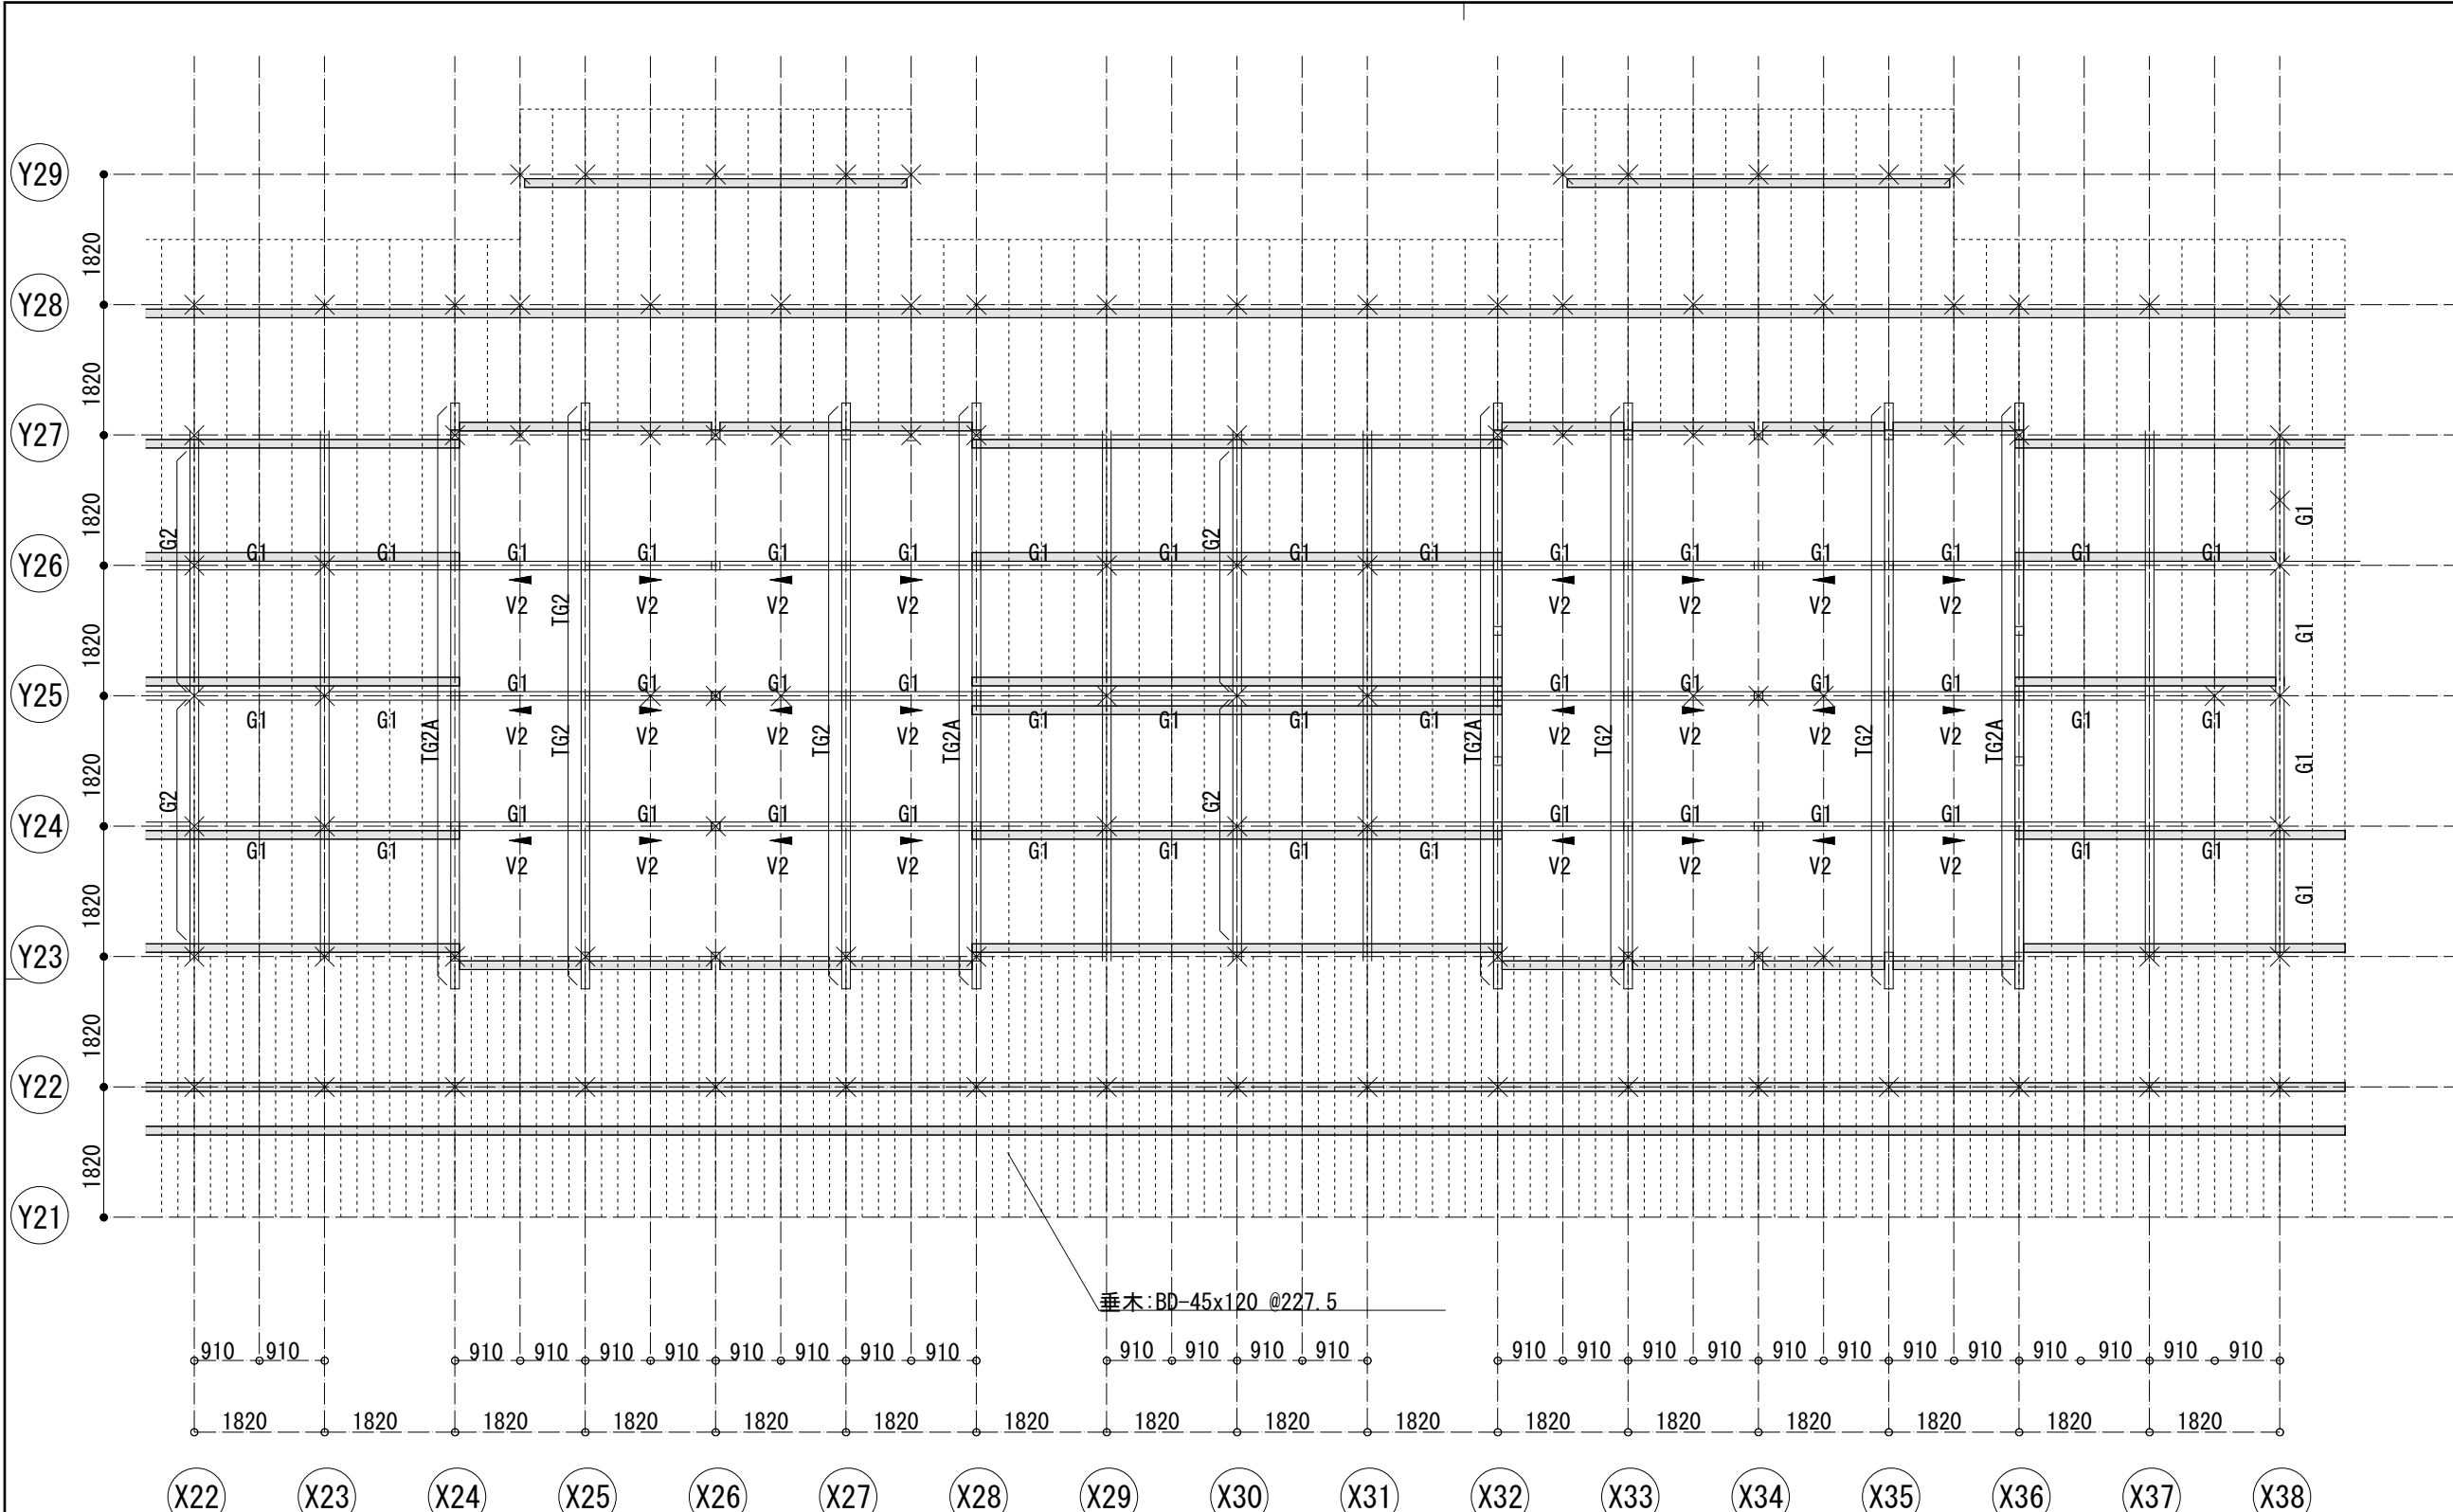 Y29
1820
Y28
1820
Y27
1820
G2
G2
G1
Y26
G1 G1 G1 G1 G1 G1 G1 G1 G1 G1 G1 G1 G1 G1 G1 G1
V2 V2 V2 V2 V2 V2 V2 V2
TG2
1820
G1
Y25
G1 G1 G1 G1 G1 G1 G1 G1
G1 G1 G1 G1 G1 G1 G1 G1
V2 V2 V2 V2 V2 V2 V2 V2
TG2A TG2 TG2 TG2A TG2A TG2 TG2 TG2A
1820
G2
G2
G1
Y24
G1 G1 G1 G1 G1 G1 G1 G1
G1 G1 G1 G1 G1 G1 G1 G1
V2 V2 V2 V2 V2 V2 V2 V2
1820
G1
Y23
1820
Y22
1820
Y21
垂木:BD-45x120 @227.5
910 910 910 910 910 910 910 910 910 910 910 910 910 910 910 910 910 910 910 910 910 910 910 910 910 910
1820 1820 1820 1820 1820 1820 1820 1820 1820 1820 1820 1820 1820 1820 1820 1820
X22 X23 X24 X25 X26 X27 X28 X29 X30 X31 X32 X33 X34 X35 X36 X37 X38